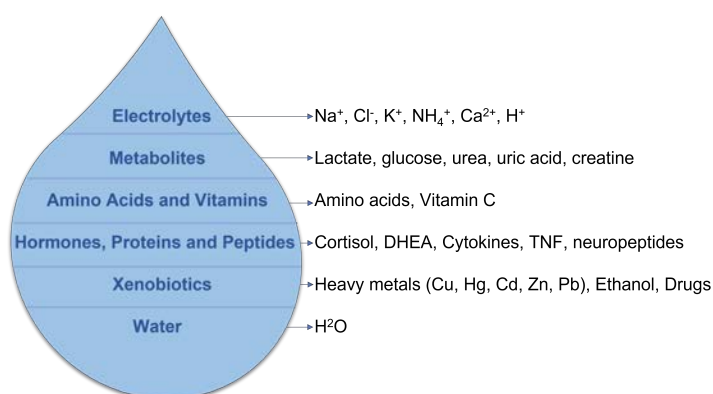 Electrolytes Na⁺, Cl⁻, K⁺, NH₄⁺, Ca²⁺, H⁺
Metabolites Lactate, glucose, urea, uric acid, creatine
Amino Acids and Vitamins Amino acids, Vitamin C
Hormones, Proteins and Peptides Cortisol, DHEA, Cytokines, TNF, neuropeptides
Xenobiotics Heavy metals (Cu, Hg, Cd, Zn, Pb), Ethanol, Drugs
Water H²O